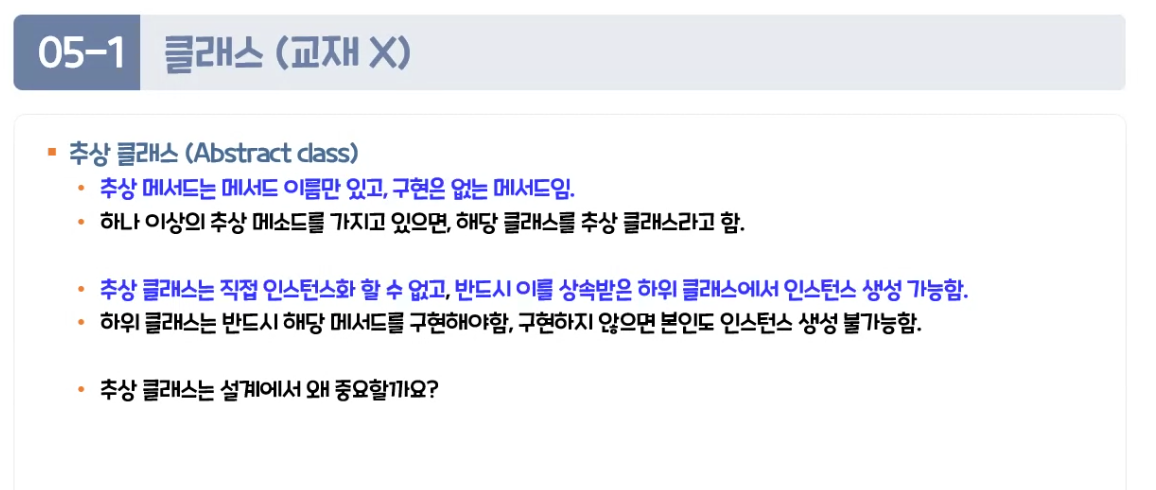 05-1 클래스 (교재 X)
추상 클래스 (Abstract class)
추상 메서드는 메서드 이름만 있고, 구현은 없는 메서드임.
하나 이상의 추상 메소드를 가지고 있으면, 해당 클래스를 추상 클래스라고 함.
추상 클래스는 직접 인스턴스화 할 수 없고, 반드시 이를 상속받은 하위 클래스에서 인스턴스 생성 가능함.
하위 클래스는 반드시 해당 메서드를 구현해야함, 구현하지 않으면 본인도 인스턴스 생성 불가능함.
추상 클래스는 설계에서 왜 중요할까요?